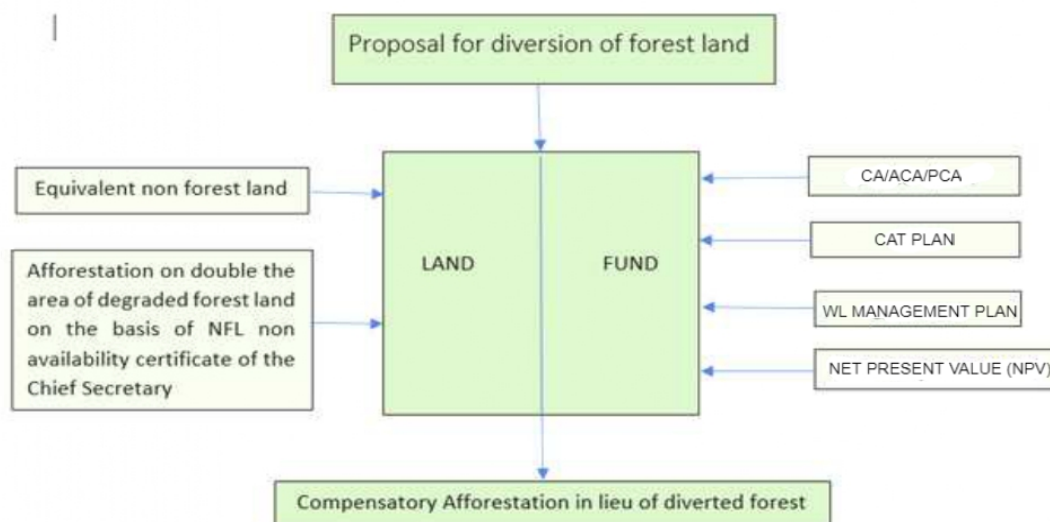 Proposal for diversion of forest land
Equivalent non forest land
Afforestation on double the
area of degraded forest land
on the basis of NFL non
availability certificate of the
Chief Secretary
LAND
FUND
CA/ACA/PCA
CAT PLAN
WL MANAGEMENT PLAN
NET PRESENT VALUE (NPV)
Compensatory Afforestation in lieu of diverted forest